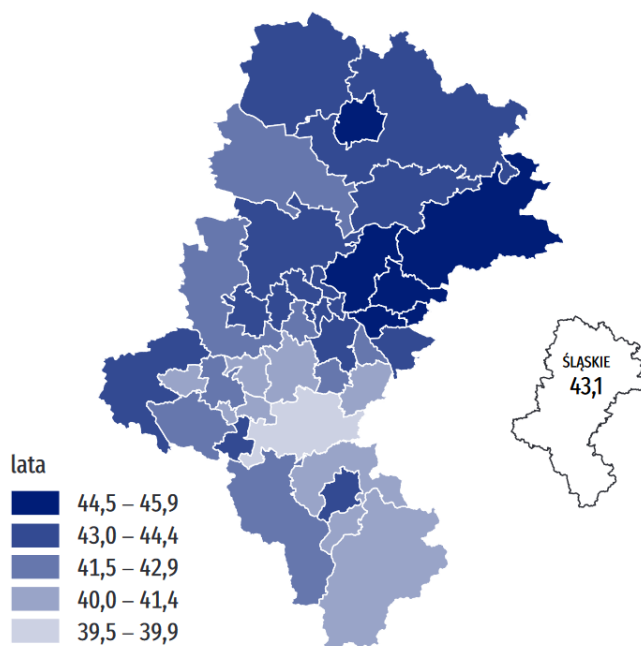 ŚLĄSKIE
43,1
lata
44,5 – 45,9
43,0 – 44,4
41,5 – 42,9
40,0 – 41,4
39,5 – 39,9